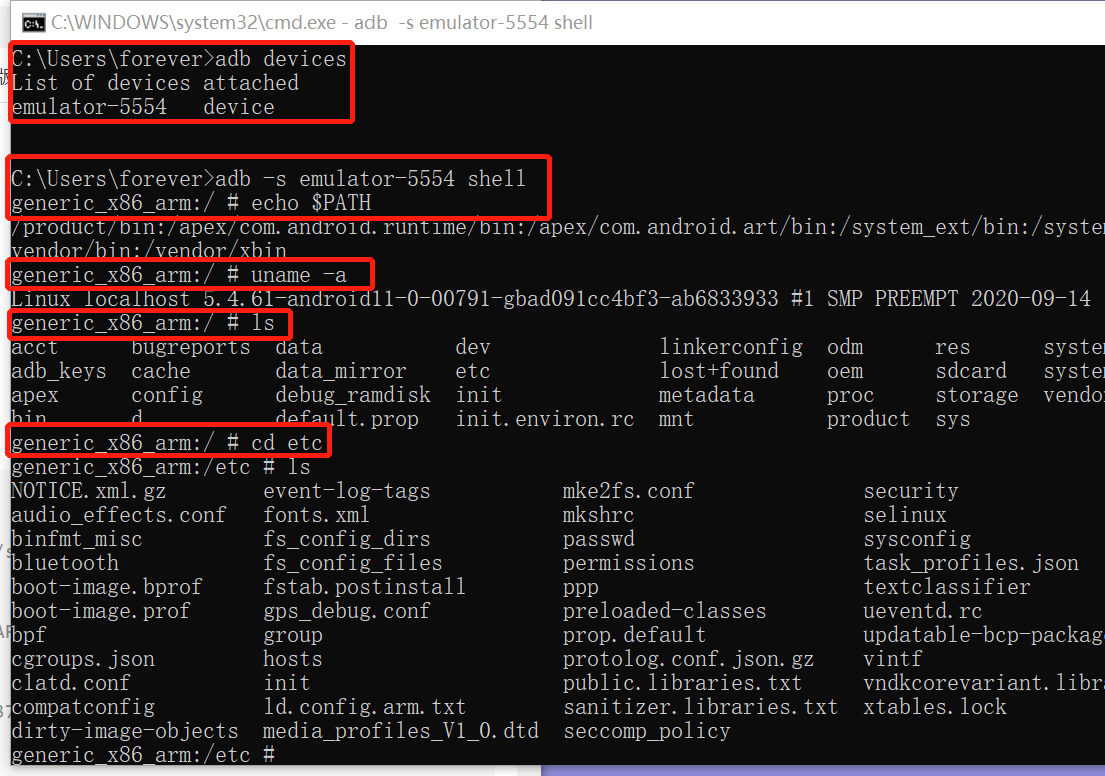 C:\WINDOWS\system32\cmd.exe - adb  -s emulator-5554 shell
C:\Users\forever>adb devices
List of devices attached
emulator-5554   device
C:\Users\forever>adb -s emulator-5554 shell
generic_x86_arm:/ # echo $PATH
/product/bin:/apex/com.android.runtime/bin:/apex/com.android.art/bin:/system_ext/bin:/syste
vendor/bin:/vendor/xbin
generic_x86_arm:/ # uname -a
Linux localhost 5.4.61-android11-0-00791-gbad091cc4bf3-ab6833933 #1 SMP PREEMPT 2020-09-14
generic_x86_arm:/ # ls
acct      bugreports  data           dev              linkerconfig  odm      res      syste
adb_keys  cache       data_mirror    etc              lost+found    oem      sdcard   syste
apex      config      debug_ramdisk  init             metadata      proc     storage  vendo
bin       d           default.prop   init.environ.rc  mnt           product  sys
generic_x86_arm:/ # cd etc
generic_x86_arm:/etc # ls
NOTICE.xml.gz        event-log-tags           mke2fs.conf              security
audio_effects.conf   fonts.xml                mkshrc                   selinux
binfmt_misc          fs_config_dirs           passwd                   sysconfig
bluetooth            fs_config_files          permissions              task_profiles.json
boot-image.bprof     fstab.postinstall        ppp                      textclassifier
boot-image.prof      gps_debug.conf           preloaded-classes        ueventd.rc
bpf                  group                    prop.default             updatable-bcp-packag
cgroups.json         hosts                    protolog.conf.json.gz    vintf
clatd.conf           init                     public.libraries.txt     vndkcorevariant.libr
compatconfig         ld.config.arm.txt        sanitizer.libraries.txt  xtables.lock
dirty-image-objects  media_profiles_V1_0.dtd  seccomp_policy
generic_x86_arm:/etc #